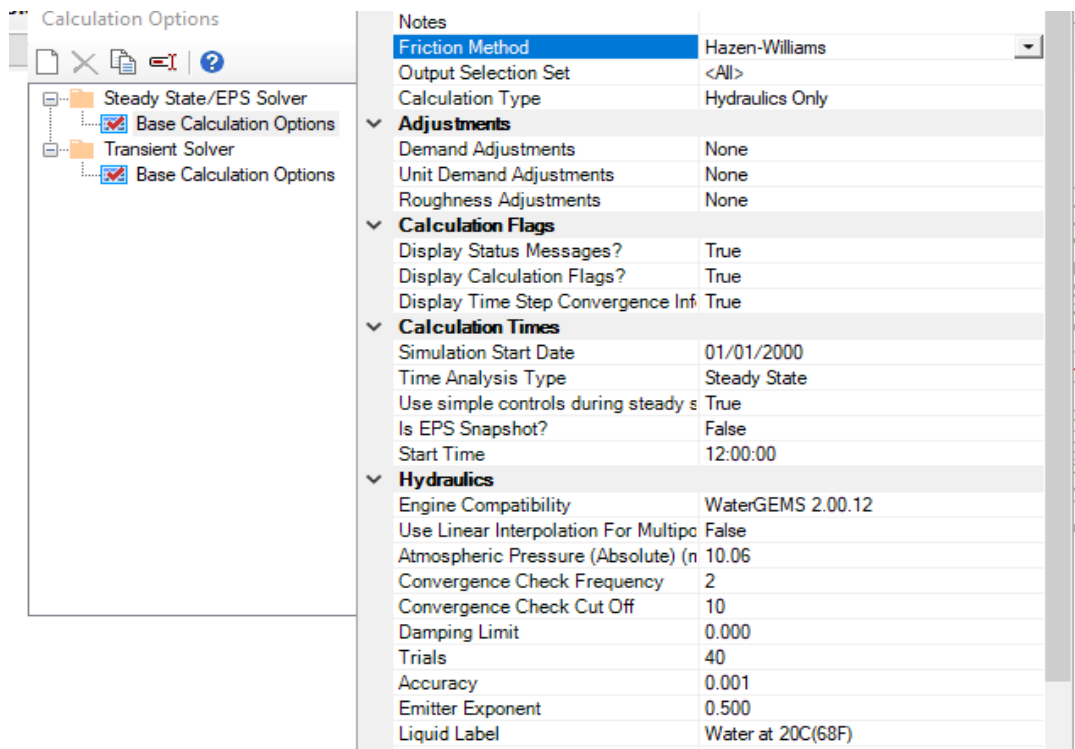 Calculation Options
Steady State/EPS Solver
Base Calculation Options
Transient Solver
Base Calculation Options
Notes
Friction Method Hazen-Williams
Output Selection Set <All>
Calculation Type Hydraulics Only
Adjustments
Demand Adjustments None
Unit Demand Adjustments None
Roughness Adjustments None
Calculation Flags
Display Status Messages? True
Display Calculation Flags? True
Display Time Step Convergence Inf True
Calculation Times
Simulation Start Date 01/01/2000
Time Analysis Type Steady State
Use simple controls during steady s True
Is EPS Snapshot? False
Start Time 12:00:00
Hydraulics
Engine Compatibility WaterGEMS 2.00.12
Use Linear Interpolation For Multipo False
Atmospheric Pressure (Absolute) (m 10.06
Convergence Check Frequency 2
Convergence Check Cut Off 10
Damping Limit 0.000
Trials 40
Accuracy 0.001
Emitter Exponent 0.500
Liquid Label Water at 20C(68F)